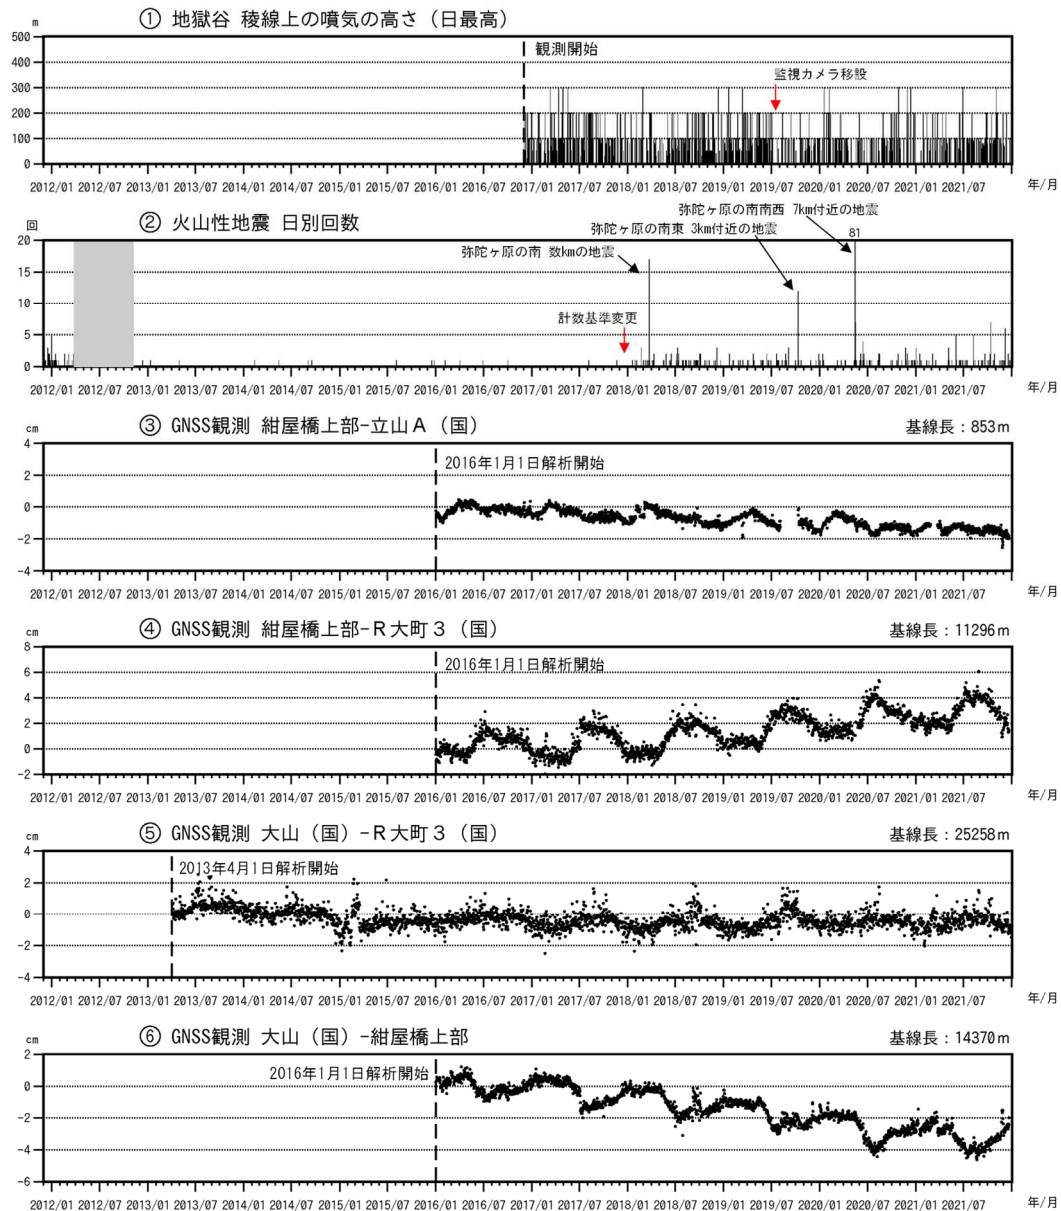 ① 地獄谷 稜線上の噴気の高さ（日最高）
m
500
400
300
200
100
0
観測開始
監視カメラ移設
2012/01 2012/07 2013/01 2013/07 2014/01 2014/07 2015/01 2015/07 2016/01 2016/07 2017/01 2017/07 2018/01 2018/07 2019/01 2019/07 2020/01 2020/07 2021/01 2021/07 年/月
② 火山性地震 日別回数
回
20
15
10
5
0
弥陀ヶ原の南南西 7km付近の地震
弥陀ヶ原の南東 3km付近の地震
81
弥陀ヶ原の南 数kmの地震
計数基準変更
2012/01 2012/07 2013/01 2013/07 2014/01 2014/07 2015/01 2015/07 2016/01 2016/07 2017/01 2017/07 2018/01 2018/07 2019/01 2019/07 2020/01 2020/07 2021/01 2021/07 年/月
③ GNSS観測 紺屋橋上部-立山Ａ（国） 基線長：853m
cm
4
2
0
-2
-4
2016年1月1日解析開始
2012/01 2012/07 2013/01 2013/07 2014/01 2014/07 2015/01 2015/07 2016/01 2016/07 2017/01 2017/07 2018/01 2018/07 2019/01 2019/07 2020/01 2020/07 2021/01 2021/07 年/月
④ GNSS観測 紺屋橋上部-Ｒ大町３（国） 基線長：11296m
cm
8
6
4
2
0
-2
2016年1月1日解析開始
2012/01 2012/07 2013/01 2013/07 2014/01 2014/07 2015/01 2015/07 2016/01 2016/07 2017/01 2017/07 2018/01 2018/07 2019/01 2019/07 2020/01 2020/07 2021/01 2021/07 年/月
⑤ GNSS観測 大山（国）-Ｒ大町３（国） 基線長：25258m
cm
4
2
0
-2
-4
2013年4月1日解析開始
2012/01 2012/07 2013/01 2013/07 2014/01 2014/07 2015/01 2015/07 2016/01 2016/07 2017/01 2017/07 2018/01 2018/07 2019/01 2019/07 2020/01 2020/07 2021/01 2021/07 年/月
⑥ GNSS観測 大山（国）-紺屋橋上部 基線長：14370m
cm
2
0
-2
-4
-6
2016年1月1日解析開始
2012/01 2012/07 2013/01 2013/07 2014/01 2014/07 2015/01 2015/07 2016/01 2016/07 2017/01 2017/07 2018/01 2018/07 2019/01 2019/07 2020/01 2020/07 2021/01 2021/07 年/月